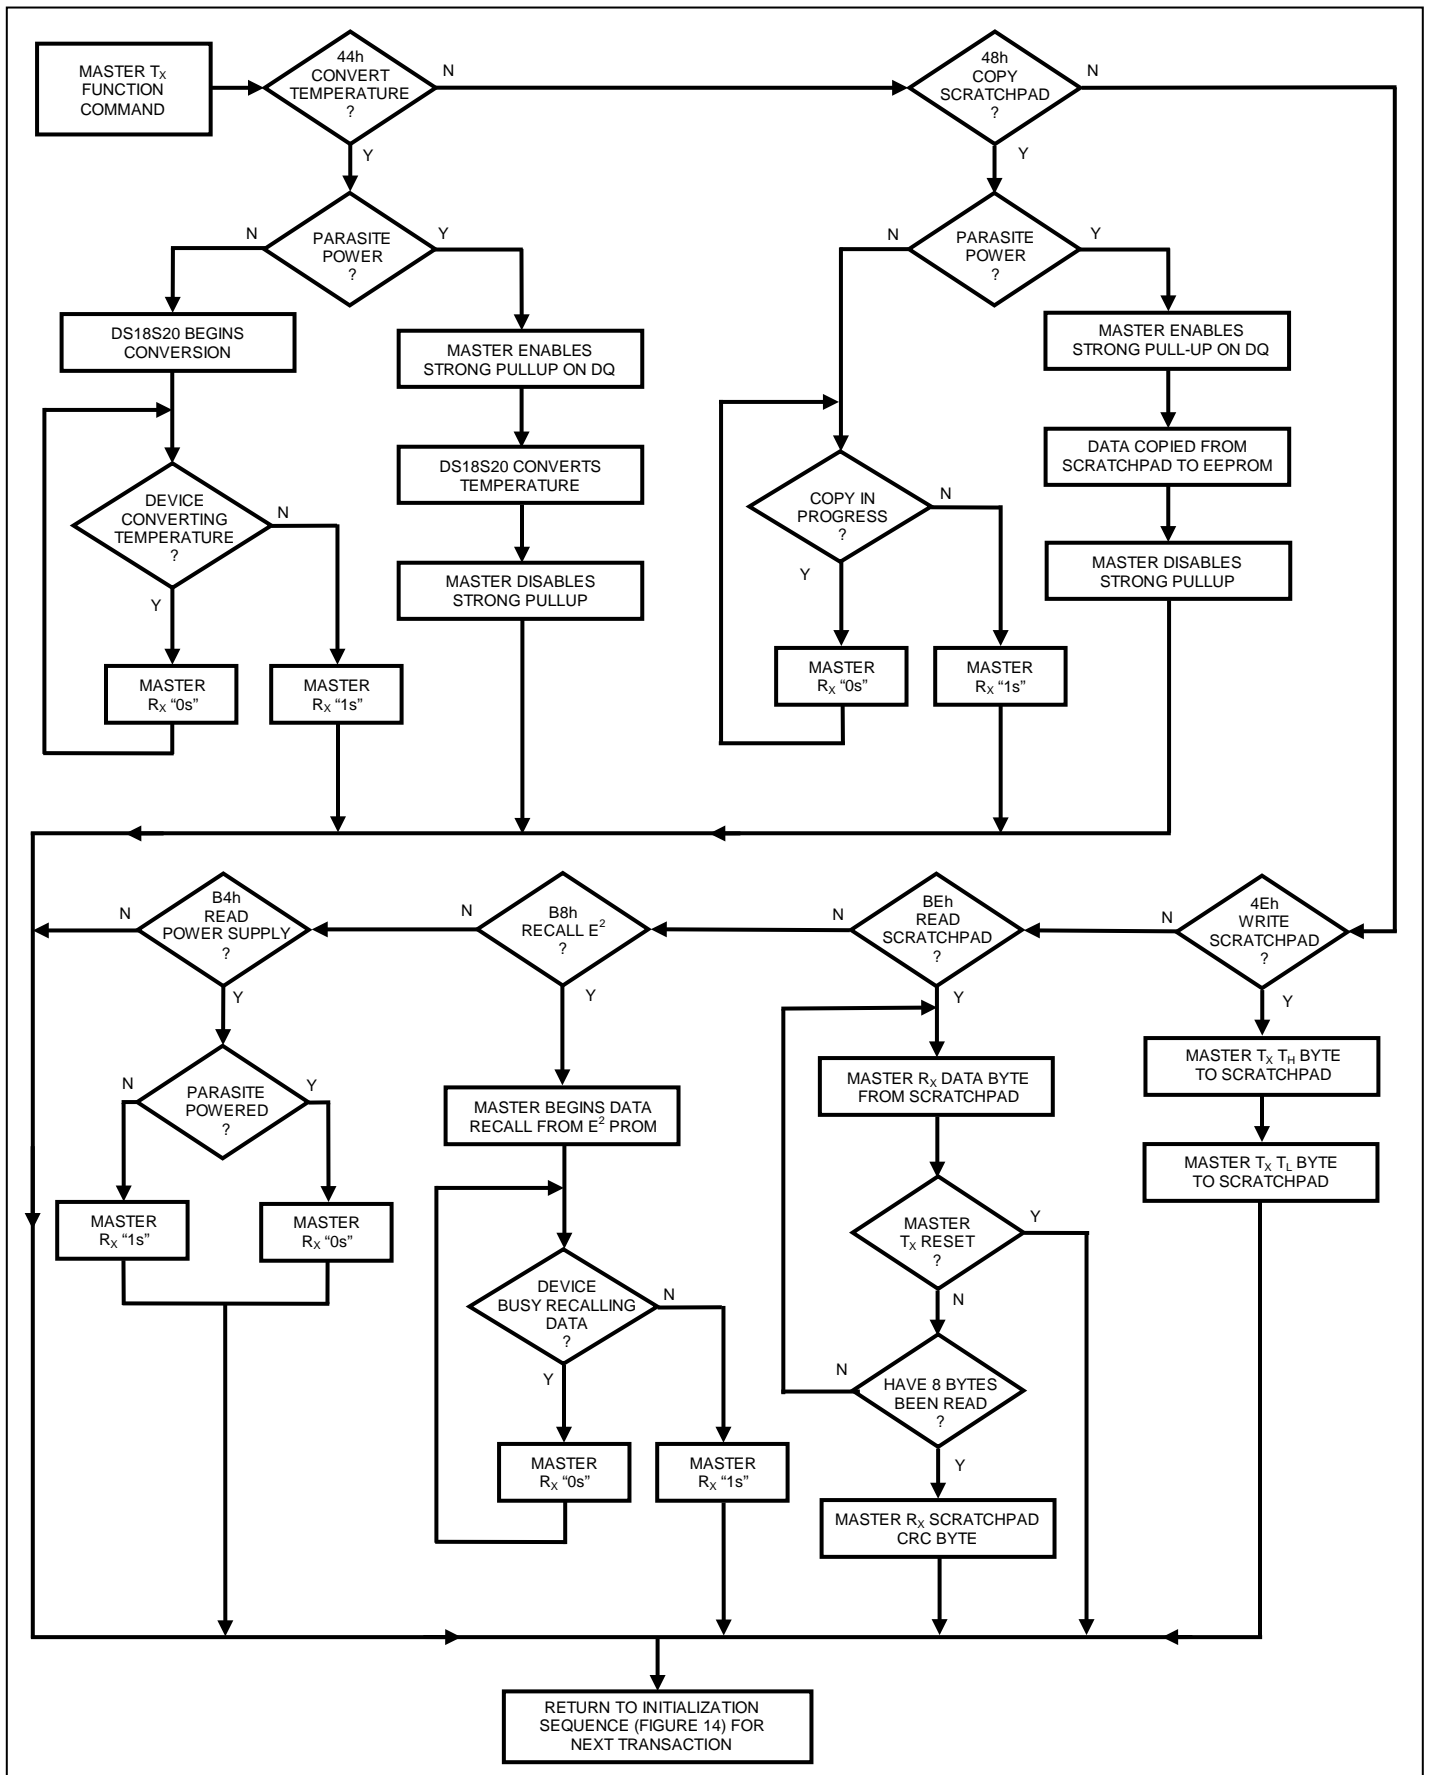 MASTER TX
FUNCTION
COMMAND
44h
CONVERT
TEMPERATURE
?
N
Y
48h
COPY
SCRATCHPAD
?
N
Y
PARASITE
POWER
?
N
Y
PARASITE
POWER
?
N
Y
DS18S20 BEGINS
CONVERSION
MASTER ENABLES
STRONG PULLUP ON DQ
MASTER ENABLES
STRONG PULL-UP ON DQ
DS18S20 CONVERTS
TEMPERATURE
DATA COPIED FROM
SCRATCHPAD TO EEPROM
DEVICE
CONVERTING
TEMPERATURE
?
N
Y
COPY IN
PROGRESS
?
N
Y
MASTER DISABLES
STRONG PULLUP
MASTER DISABLES
STRONG PULLUP
MASTER
RX “0s”
MASTER
RX “1s”
MASTER
RX “0s”
MASTER
RX “1s”
B4h
READ
POWER SUPPLY
?
N
Y
B8h
RECALL E2
?
N
Y
BEh
READ
SCRATCHPAD
?
N
Y
4Eh
WRITE
SCRATCHPAD
?
N
Y
PARASITE
POWERED
?
N
Y
MASTER BEGINS DATA
RECALL FROM E2 PROM
MASTER RX DATA BYTE
FROM SCRATCHPAD
MASTER TX TH BYTE
TO SCRATCHPAD
MASTER TX TL BYTE
TO SCRATCHPAD
MASTER
RX “1s”
MASTER
RX “0s”
MASTER
TX RESET
?
Y
N
DEVICE
BUSY RECALLING
DATA
?
N
Y
HAVE 8 BYTES
BEEN READ
?
N
Y
MASTER
RX “0s”
MASTER
RX “1s”
MASTER RX SCRATCHPAD
CRC BYTE
RETURN TO INITIALIZATION
SEQUENCE (FIGURE 14) FOR
NEXT TRANSACTION